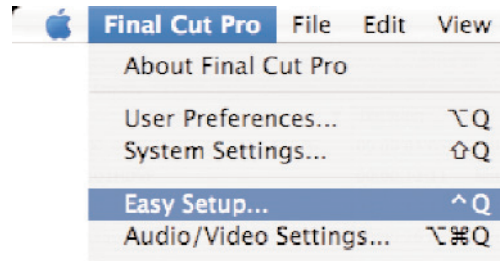 Final Cut Pro File Edit View
About Final Cut Pro
User Preferences... ⌥Q
System Settings... ⇧Q
Easy Setup... ^Q
Audio/Video Settings... ⌥⌘Q